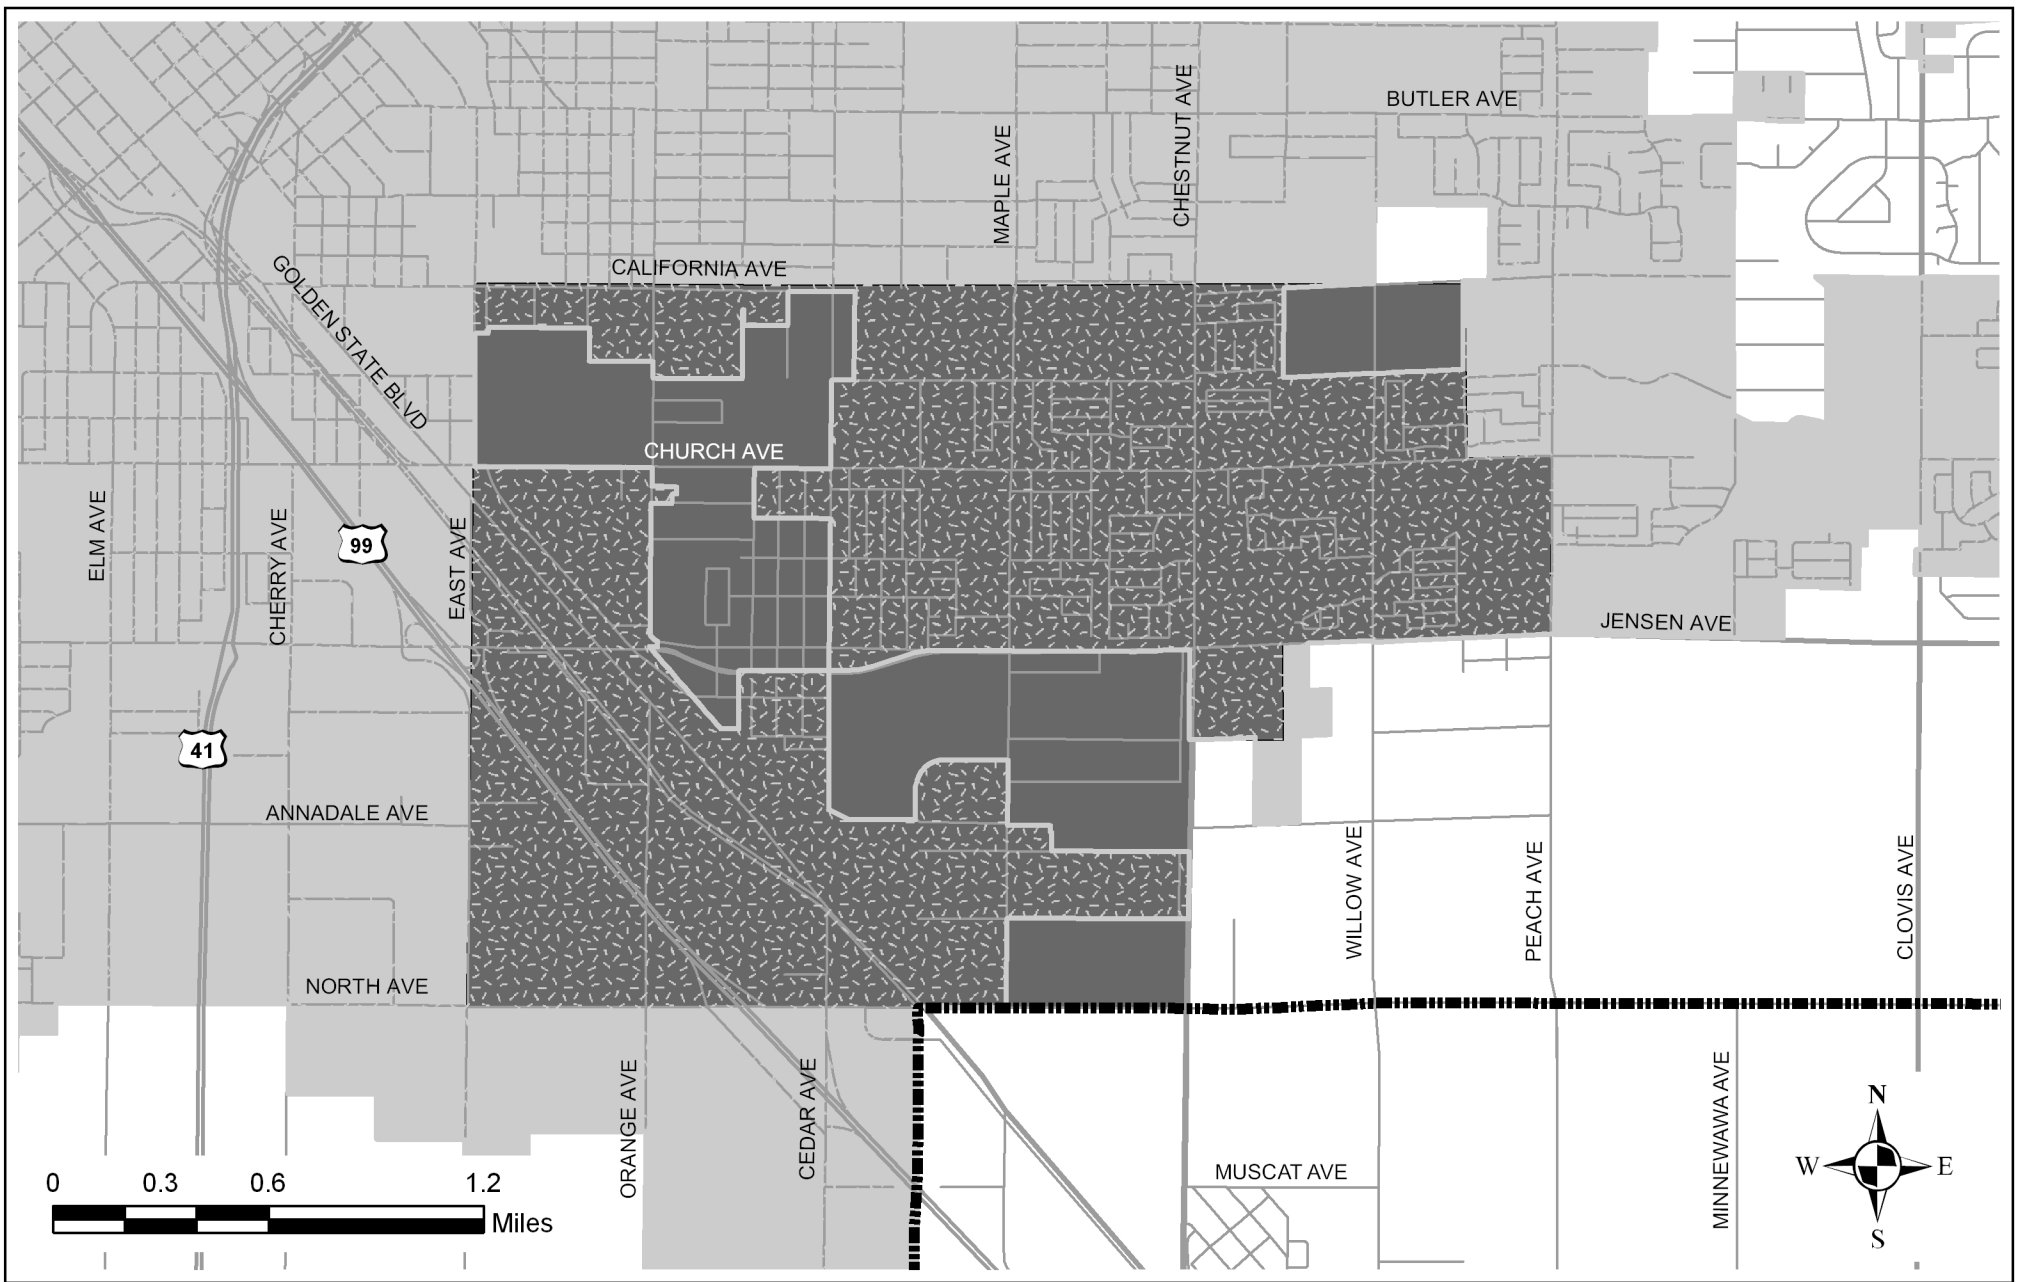 BUTLER AVE
CHESTNUT AVE
MAPLE AVE
CALIFORNIA AVE
GOLDEN STATE BLVD
CHURCH AVE
ELM AVE
CHERRY AVE
99
EAST AVE
JENSEN AVE
41
ANNADALE AVE
WILLOW AVE
PEACH AVE
CLOVIS AVE
NORTH AVE
ORANGE AVE
CEDAR AVE
MINNEWAWA AVE
MUSCAT AVE
N
W E
S
0 0.3 0.6 1.2
Miles